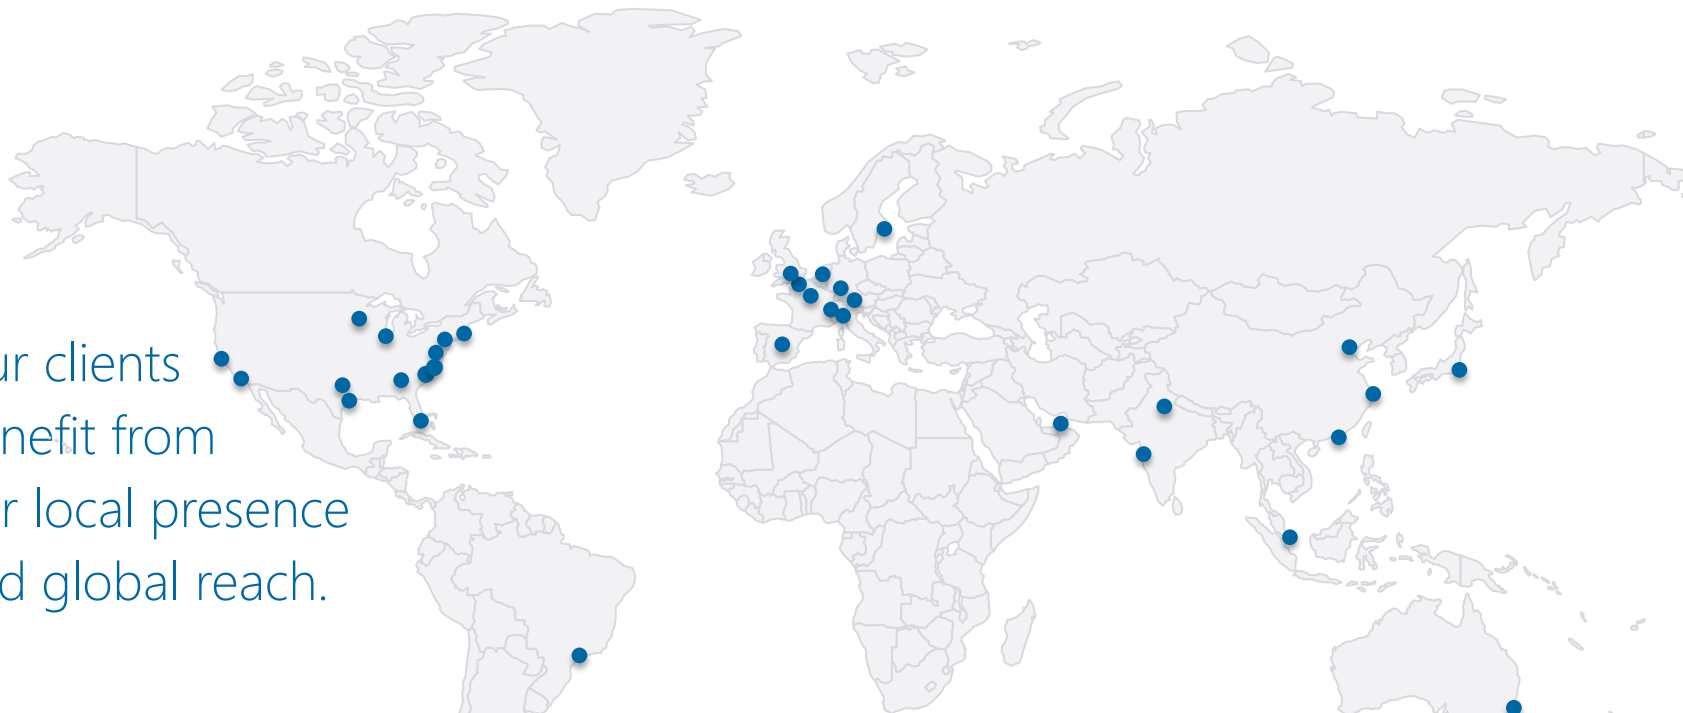 ur clients
nefit from
r local presence
d global reach.